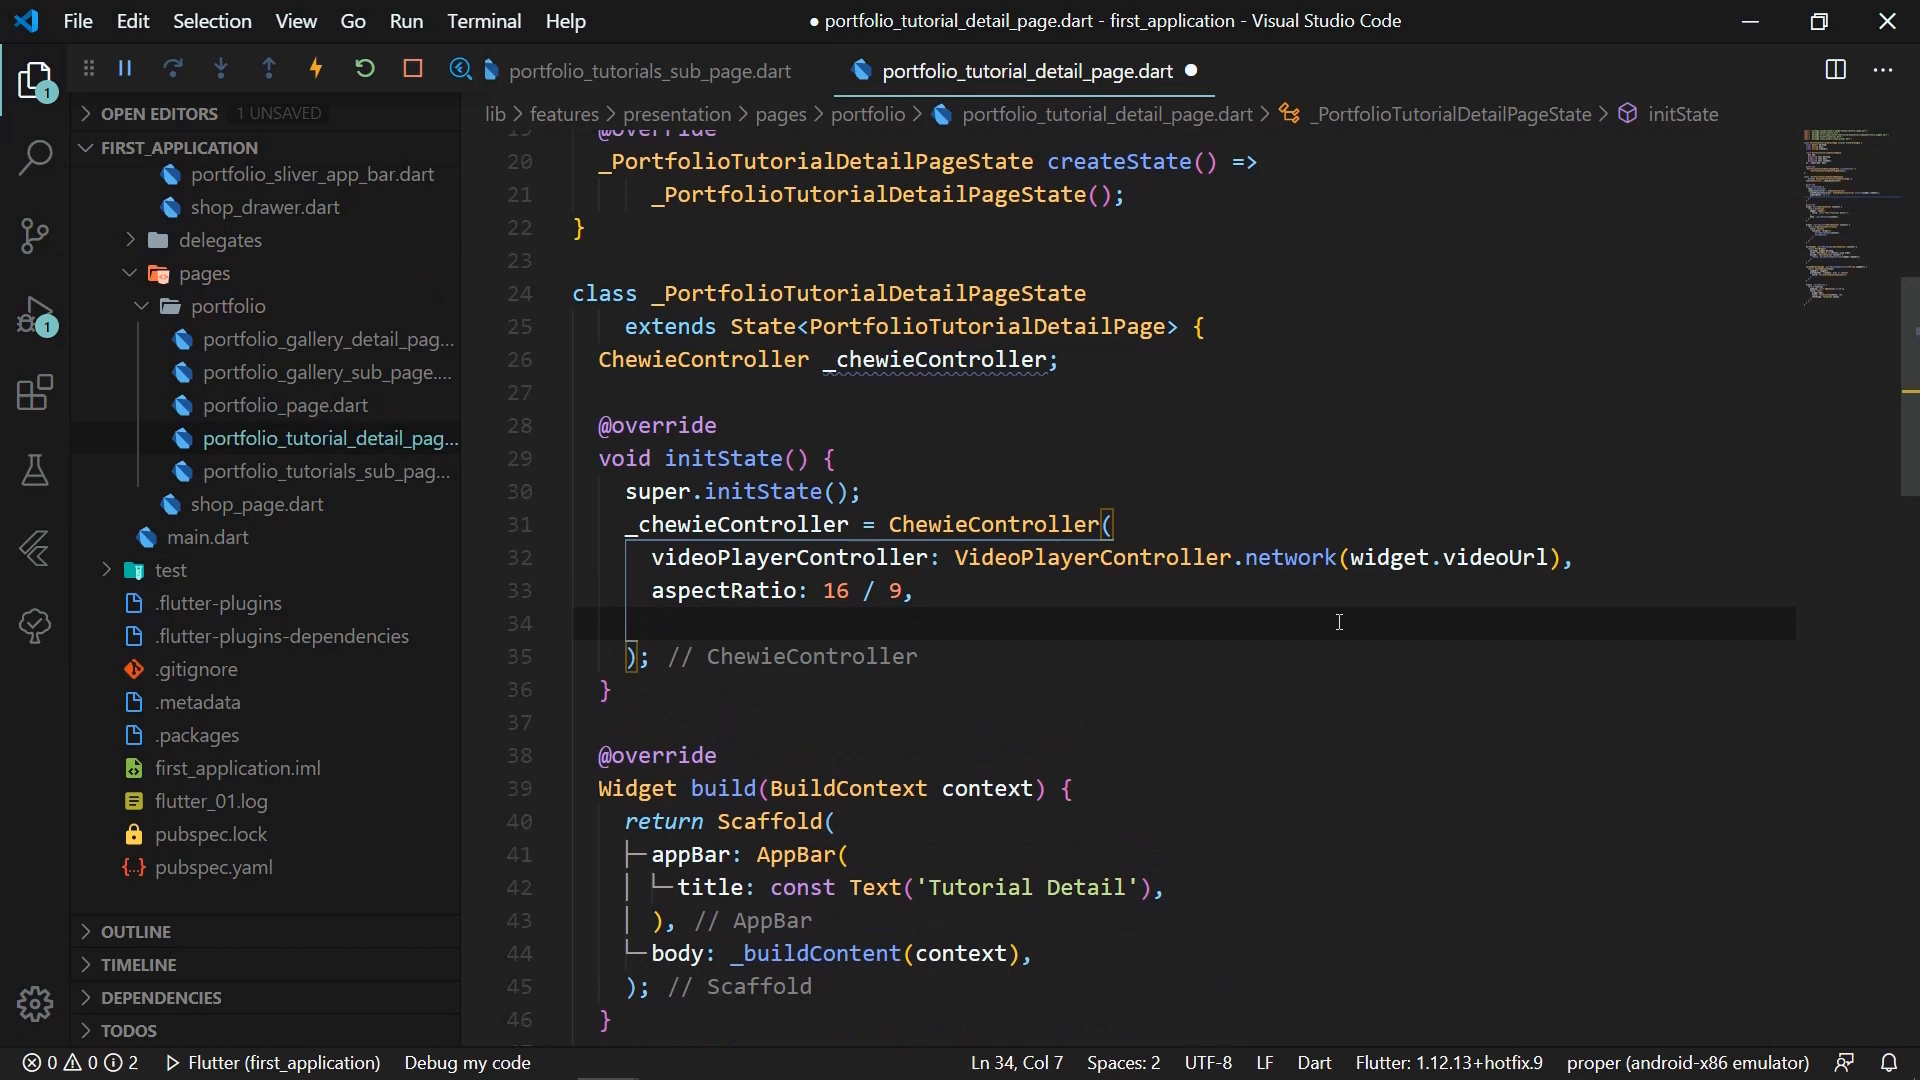 File Edit Selection View Go Run Terminal Help
● portfolio_tutorial_detail_page.dart - first_application - Visual Studio Code
portfolio_tutorials_sub_page.dart
portfolio_tutorial_detail_page.dart
1
OPEN EDITORS 1 UNSAVED
lib > features > presentation > pages > portfolio > portfolio_tutorial_detail_page.dart > _PortfolioTutorialDetailPageState > initState
FIRST_APPLICATION
portfolio_sliver_app_bar.dart
shop_drawer.dart
delegates
pages
portfolio
portfolio_gallery_detail_pag...
portfolio_gallery_sub_page....
portfolio_page.dart
portfolio_tutorial_detail_pag...
portfolio_tutorials_sub_pag...
shop_page.dart
main.dart
test
.flutter-plugins
.flutter-plugins-dependencies
.gitignore
.metadata
.packages
first_application.iml
flutter_01.log
pubspec.lock
pubspec.yaml
OUTLINE
TIMELINE
DEPENDENCIES
TODOS
1
19 @override
20 _PortfolioTutorialDetailPageState createState() =>
21 _PortfolioTutorialDetailPageState();
22 }
23
24 class _PortfolioTutorialDetailPageState
25 extends State<PortfolioTutorialDetailPage> {
26 ChewieController _chewieController;
27
28 @override
29 void initState() {
30 super.initState();
31 _chewieController = ChewieController(
32 videoPlayerController: VideoPlayerController.network(widget.videoUrl),
33 aspectRatio: 16 / 9,
34
35 ); // ChewieController
36 }
37
38 @override
39 Widget build(BuildContext context) {
40 return Scaffold(
41 appBar: AppBar(
42 title: const Text('Tutorial Detail'),
43 ), // AppBar
44 body: _buildContent(context),
45 ); // Scaffold
46 }
0 0 2 Flutter (first_application) Debug my code
Ln 34, Col 7 Spaces: 2 UTF-8 LF Dart Flutter: 1.12.13+hotfix.9 proper (android-x86 emulator)